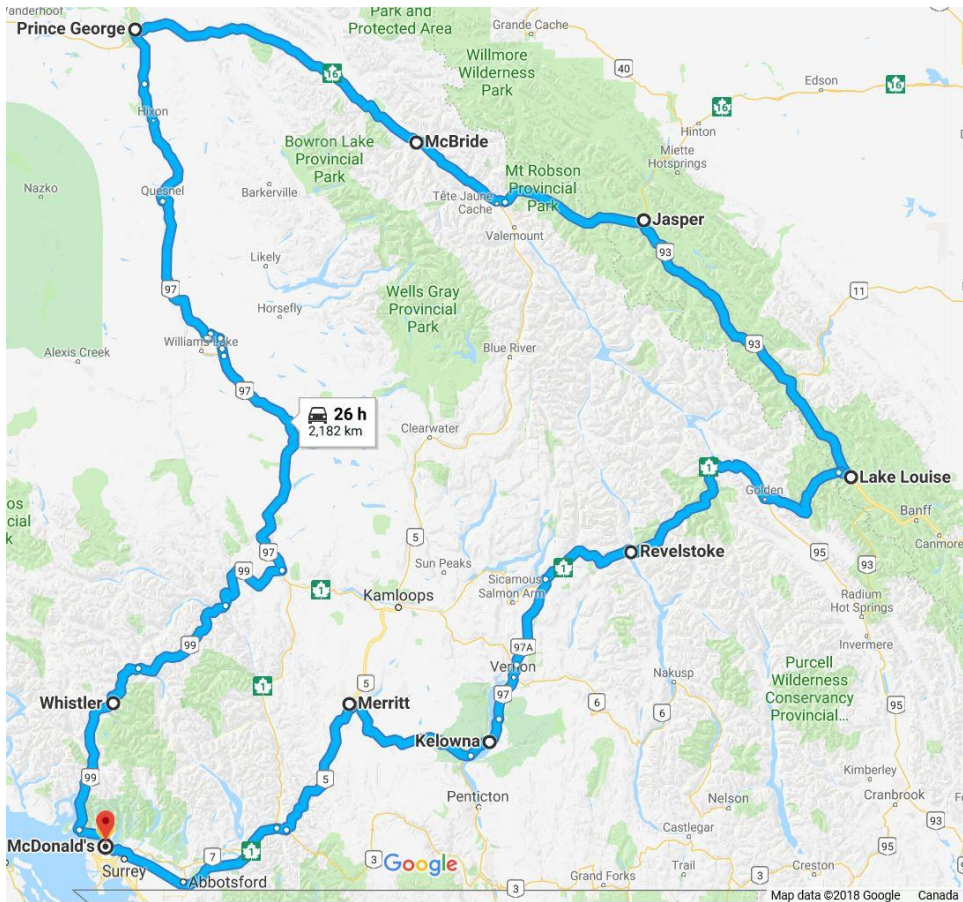 Vanderhoof
Prince George
Park and
Protected Area
Grande Cache
Willmore
Wilderness
Park
40
Edson
16
16
16
Hixon
Hinton
McBride
Bowron Lake
Provincial
Park
Miette
Hotsprings
Mt Robson
Provincial
Park
Nazko
Quesnel
Barkerville
Tête Jaune
Cache
Jasper
Valemount
93
Likely
97
Horsefly
Wells Gray
Provincial
Park
11
93
Williams Lake
Alexis Creek
Blue River
97
26 h
2,182 km
Clearwater
1
Golden
Lake Louise
Banff
Canmore
Revelstoke
97
5
95
99
1
Sun Peaks
1
Sicamous
Salmon Arm
93
Kamloops
Radium
Hot Springs
99
97A
Invermere
Vernon
5
Nakusp
Purcell
Wilderness
Conservancy
Provincial...
1
Whistler
Merritt
97
6
6
95
Kelowna
99
5
Kimberley
Penticton
Nelson
Cranbrook
93
McDonald's
Castlegar
7
1
Surrey
Abbotsford
3
Google
Grand Forks
Trail
Creston
3
3
3
Map data ©2018 Google
Canada